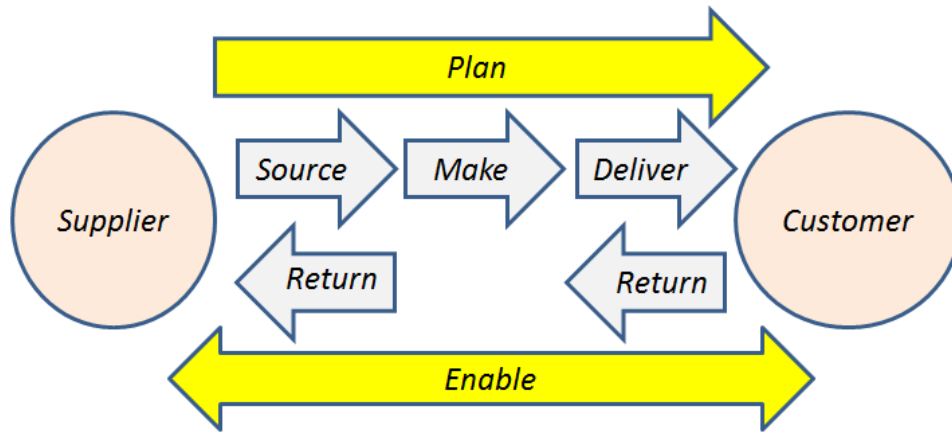 Plan
Source
Make
Deliver
Supplier
Customer
Return
Return
Enable